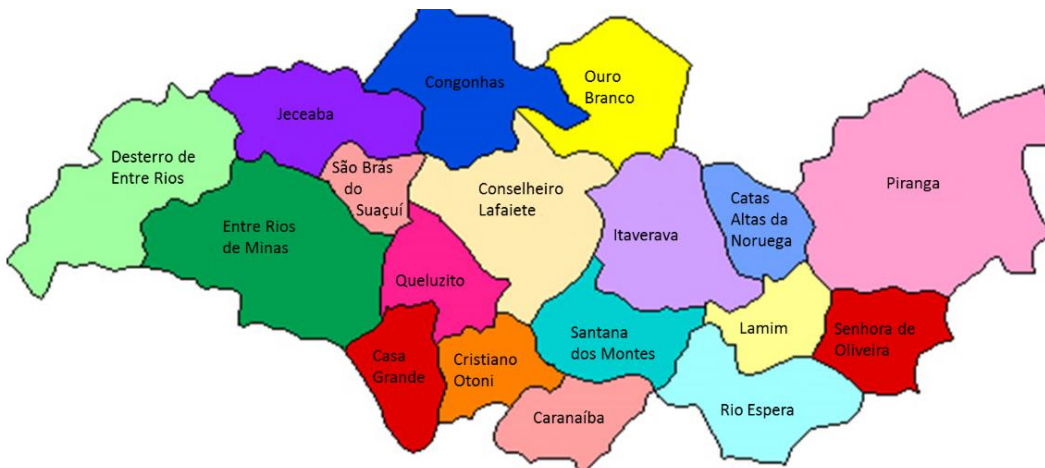 Congonhas
Ouro
Branco
Jeceaba
Desterro de
Entre Rios
São Brás
do
Suaçuí
Conselheiro
Lafaiete
Catas
Altas da
Noruega
Piranga
Entre Rios
de Minas
Itaverava
Queluzito
Santana
dos Montes
Lamim
Senhora de
Oliveira
Casa
Grande
Cristiano
Otoni
Caranaíba
Rio Espera